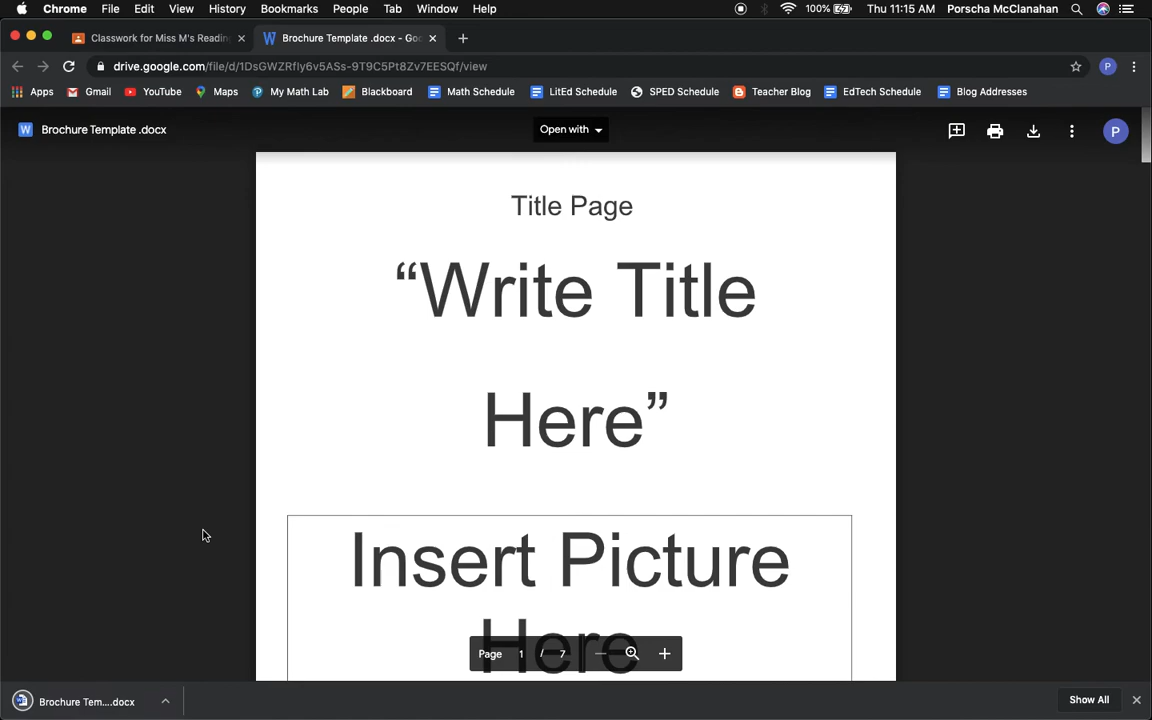 Chrome File Edit View History Bookmarks People Tab Window Help 100% Thu 11:15 AM Porscha McClanahan
Classwork for Miss M's Readin Brochure Template .docx - Goo
drive.google.com/file/d/1DsGWZRfIy6v5ASs-9T9C5Pt8Zv7EESQf/view P
Apps Gmail YouTube Maps My Math Lab Blackboard Math Schedule LitEd Schedule SPED Schedule Teacher Blog EdTech Schedule Blog Addresses
W Brochure Template .docx Open with P
Title Page
“Write Title
Here”
Insert Picture
Here
Page 1 / 7
Brochure Tem....docx Show All